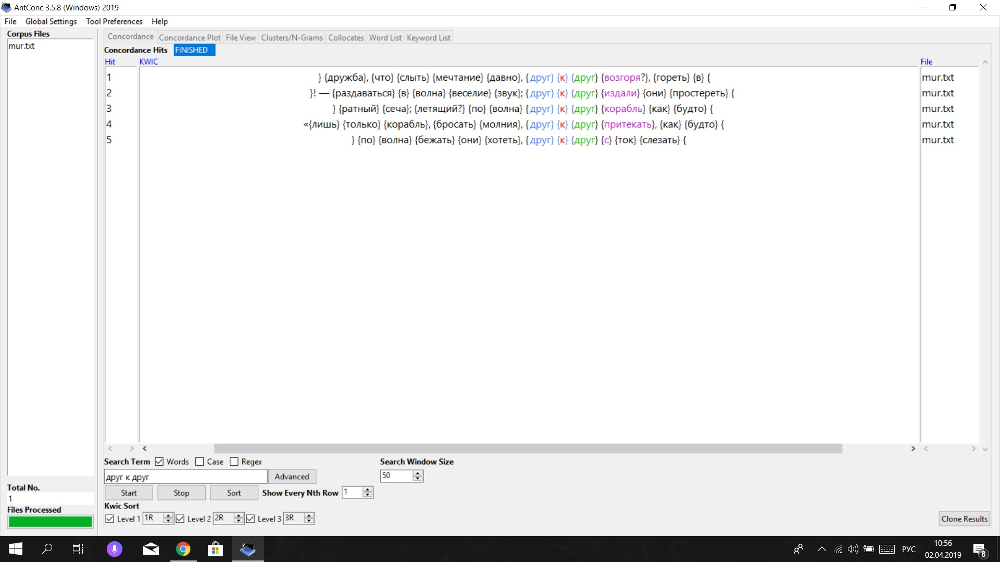 AntConc 3.5.8 (Windows) 2019
File Global Settings Tool Preferences Help
Corpus Files
mur.txt
Concordance Concordance Plot File View Clusters/N-Grams Collocates Word List Keyword List
Concordance Hits FINISHED
Hit KWIC File
1 } {дружба}, {что} {слыть} {мечтание} {давно}, {друг} {к} {друг} {возгоря?}, {гореть} {в} { mur.txt
2 }! — {раздаваться} {в} {волна} {веселие} {звук}; {друг} {к} {друг} {издали} {они} {простереть} { mur.txt
3 } {ратный} {сеча}; {летящий?} {по} {волна} {друг} {к} {друг} {корабль} {как} {будто} { mur.txt
4 «{лишь} {только} {корабль}, {бросать} {молния}, {друг} {к} {друг} {притекать}, {как} {будто} { mur.txt
5 } {по} {волна} {бежать} {они} {хотеть}, {друг} {к} {друг} {с} {ток} {слезать} { mur.txt
Search Term Words Case Regex Search Window Size
друг к друг Advanced 50
Start Stop Sort Show Every Nth Row 1
Kwic Sort
Level 1 1R Level 2 2R Level 3 3R Clone Results
Total No.
1
Files Processed
РУС 10:56
02.04.2019 8